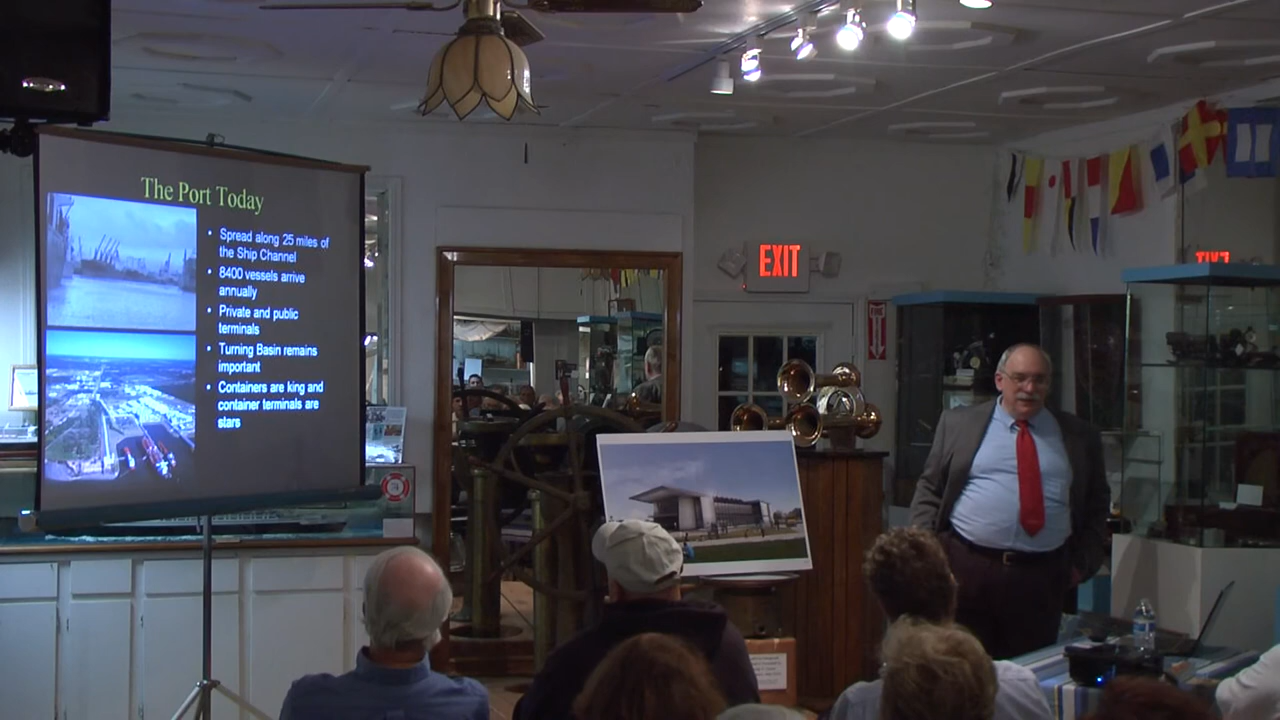 The Port Today
• Spread along 25 miles of
the Ship Channel
• 8400 vessels arrive
annually
• Private and public
terminals
• Turning Basin remains
important
• Containers are king and
container terminals are
stars
EXIT
EXIT